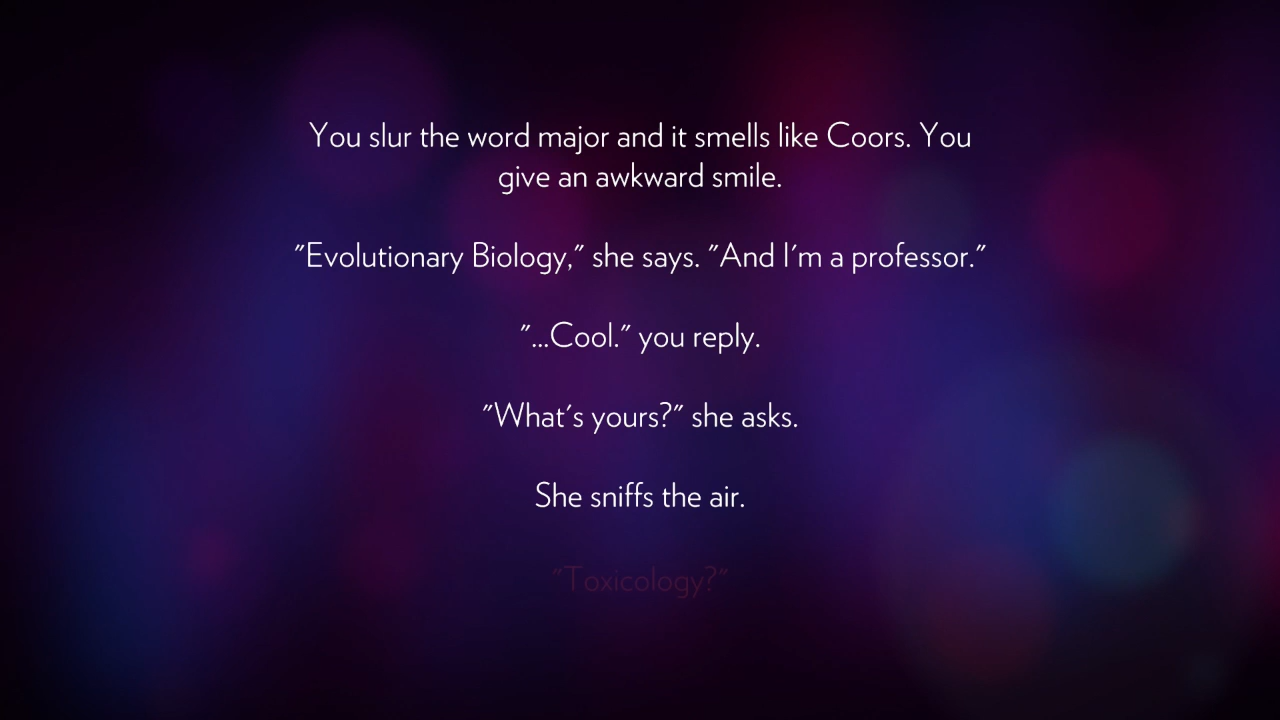 You slur the word major and it smells like Coors. You
give an awkward smile.
"Evolutionary Biology," she says. "And I'm a professor."
"...Cool." you reply.
"What's yours?" she asks.
She sniffs the air.
"Toxicology?"